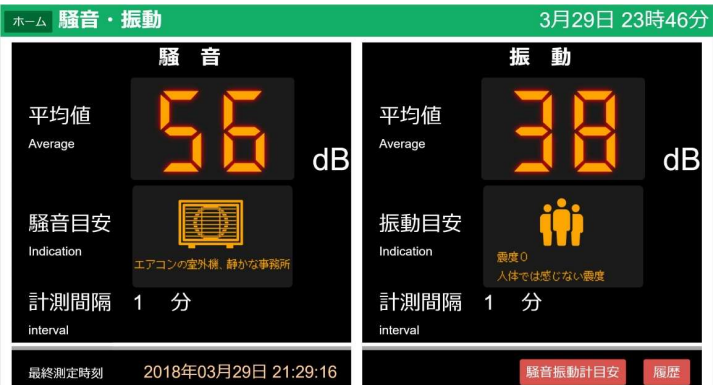 ホーム 騒音・振動 3月29日 23時46分
騒 音
平均値
Average
56
dB
騒音目安
Indication
エアコンの室外機、静かな事務所
計測間隔 1 分
interval
最終測定時刻 2018年03月29日 21:29:16
振 動
平均値
Average
38
dB
振動目安
Indication
震度0
人体では感じない震度
計測間隔 1 分
interval
騒音振動計目安 履歴